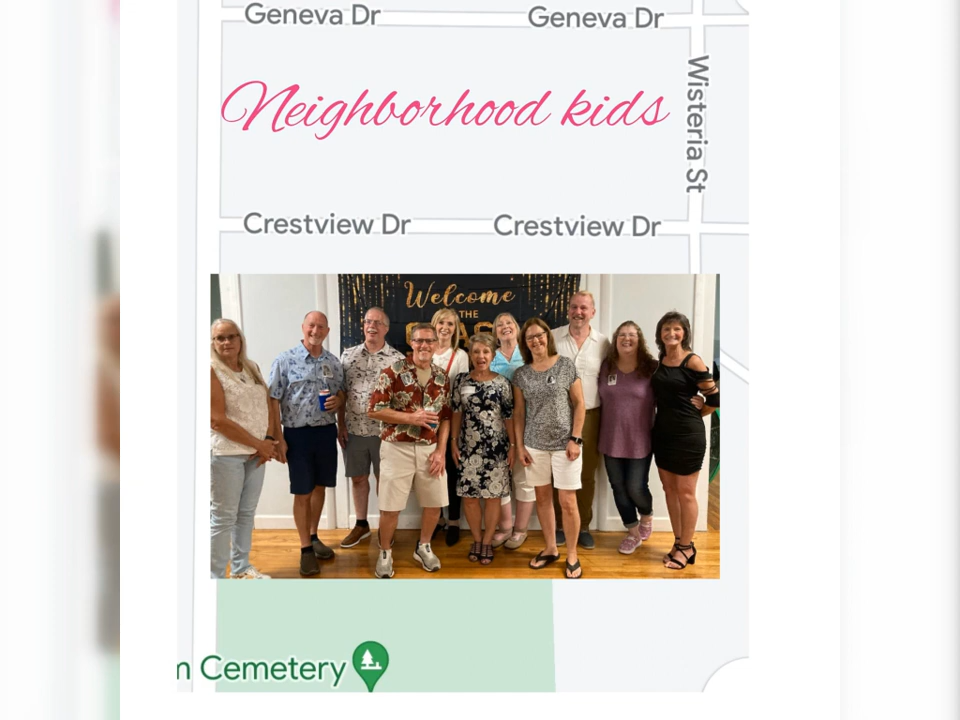 Geneva Dr Geneva Dr
Neighborhood kids
Wisteria St
Crestview Dr Crestview Dr
Welcome
THE
m Cemetery